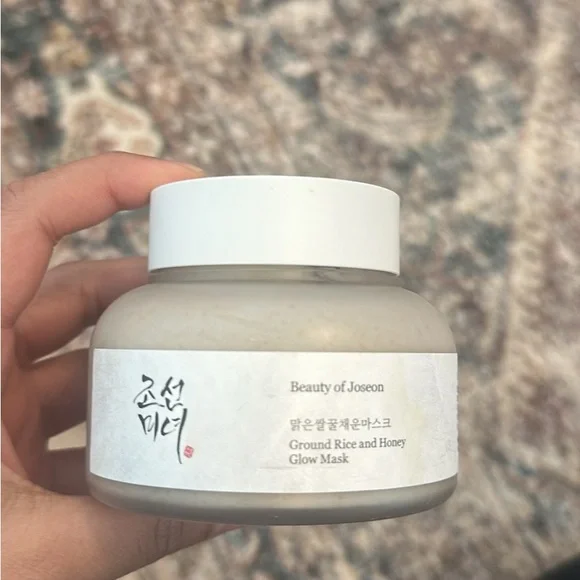 조선
미녀
Beauty of Joseon
맑은쌀꿀채운마스크
Ground Rice and Honey
Glow Mask